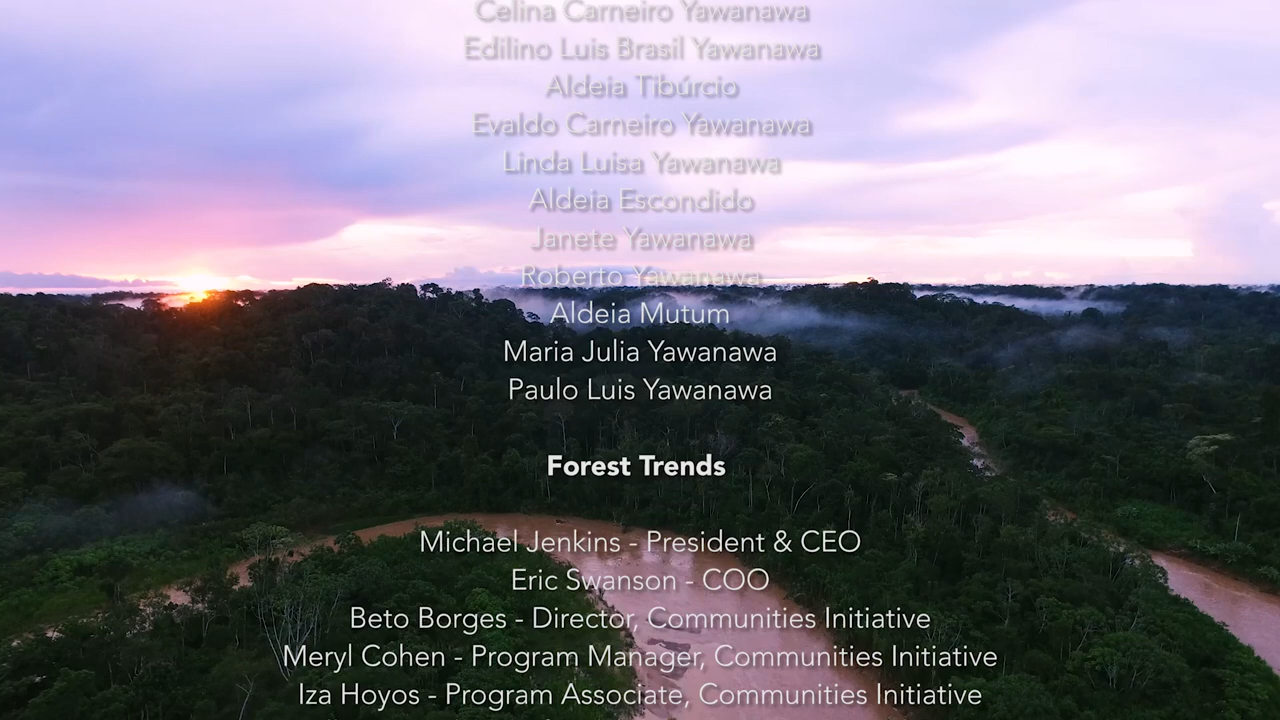 Celina Carneiro Yawanawa
Edilino Luis Brasil Yawanawa
Aldeia Tibúrcio
Evaldo Carneiro Yawanawa
Linda Luisa Yawanawa
Aldeia Escondido
Janete Yawanawa
Roberto Yawanawa
Aldeia Mutum
Maria Julia Yawanawa
Paulo Luis Yawanawa
Forest Trends
Michael Jenkins - President & CEO
Eric Swanson - COO
Beto Borges - Director, Communities Initiative
Meryl Cohen - Program Manager, Communities Initiative
Iza Hoyos - Program Associate, Communities Initiative